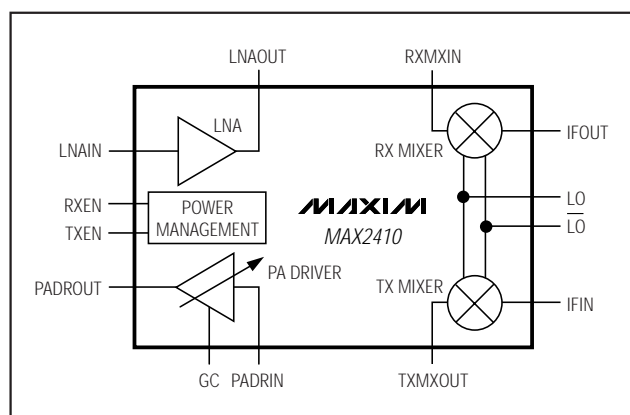 LNAOUT
RXMXIN
LNA
LNAIN
RX MIXER
IFOUT
RXEN
TXEN
POWER
MANAGEMENT
MAXIM
MAX2410
LO
L̅O̅
PADROUT
PA DRIVER
TX MIXER
IFIN
GC
PADRIN
TXMXOUT